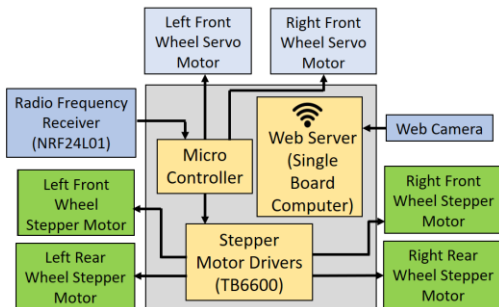 Left Front
Wheel Servo
Motor
Right Front
Wheel Servo
Motor
Radio Frequency
Receiver
(NRF24L01)
Micro
Controller
Web Server
(Single
Board
Computer)
Web Camera
Left Front
Wheel
Stepper Motor
Right Front
Wheel Stepper
Motor
Left Rear
Wheel Stepper
Motor
Stepper
Motor Drivers
(TB6600)
Right Rear
Wheel Stepper
Motor